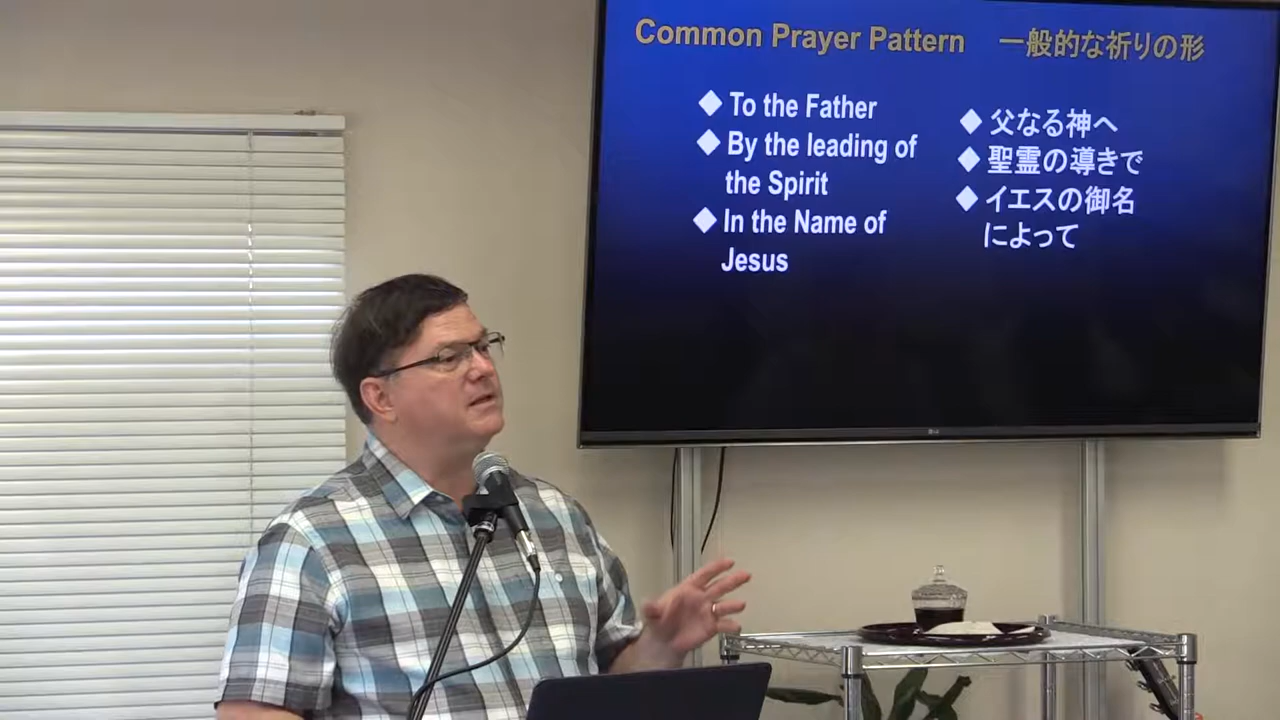 Common Prayer Pattern 一般的な祈りの形
◆ To the Father
◆ By the leading of
the Spirit
◆ In the Name of
Jesus
◆ 父なる神へ
◆ 聖霊の導きで
◆ イエスの御名
によって
LG